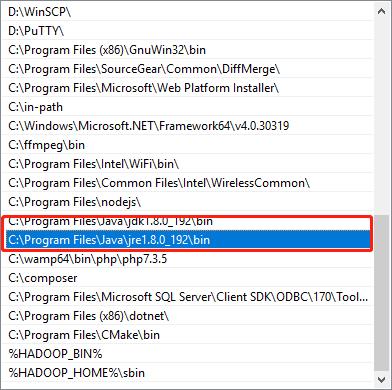 D:\WinSCP\
D:\PuTTY\
C:\Program Files (x86)\GnuWin32\bin
C:\Program Files\SourceGear\Common\DiffMerge\
C:\Program Files\Microsoft\Web Platform Installer\
C:\in-path
C:\Windows\Microsoft.NET\Framework64\v4.0.30319
C:\ffmpeg\bin
C:\Program Files\Intel\WiFi\bin\
C:\Program Files\Common Files\Intel\WirelessCommon\
C:\Program Files\nodejs\
C:\Program Files\Java\jdk1.8.0_192\bin
C:\Program Files\Java\jre1.8.0_192\bin
C:\wamp64\bin\php\php7.3.5
C:\composer
C:\Program Files\Microsoft SQL Server\Client SDK\ODBC\170\Tool...
C:\Program Files (x86)\dotnet\
C:\Program Files\CMake\bin
%HADOOP_BIN%
%HADOOP_HOME%\sbin